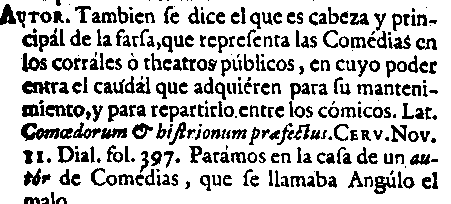 AUTOR. Tambien ſe dice el que es cabeza y prin-
cipál de la farſa, que repreſenta las Comédias en
los corráles ò theatros públicos, en cuyo poder
entra el caudál que adquiéren para ſu manteni-
miento, y para repartirlo entre los cómicos. Lat.
Comœdorum & hiſtrionum præfectus. CERV. Nov.
11. Dial. fol. 397. Parámos en la caſa de un au-
tór de Comédias, que ſe llamaba Angúlo el
malo